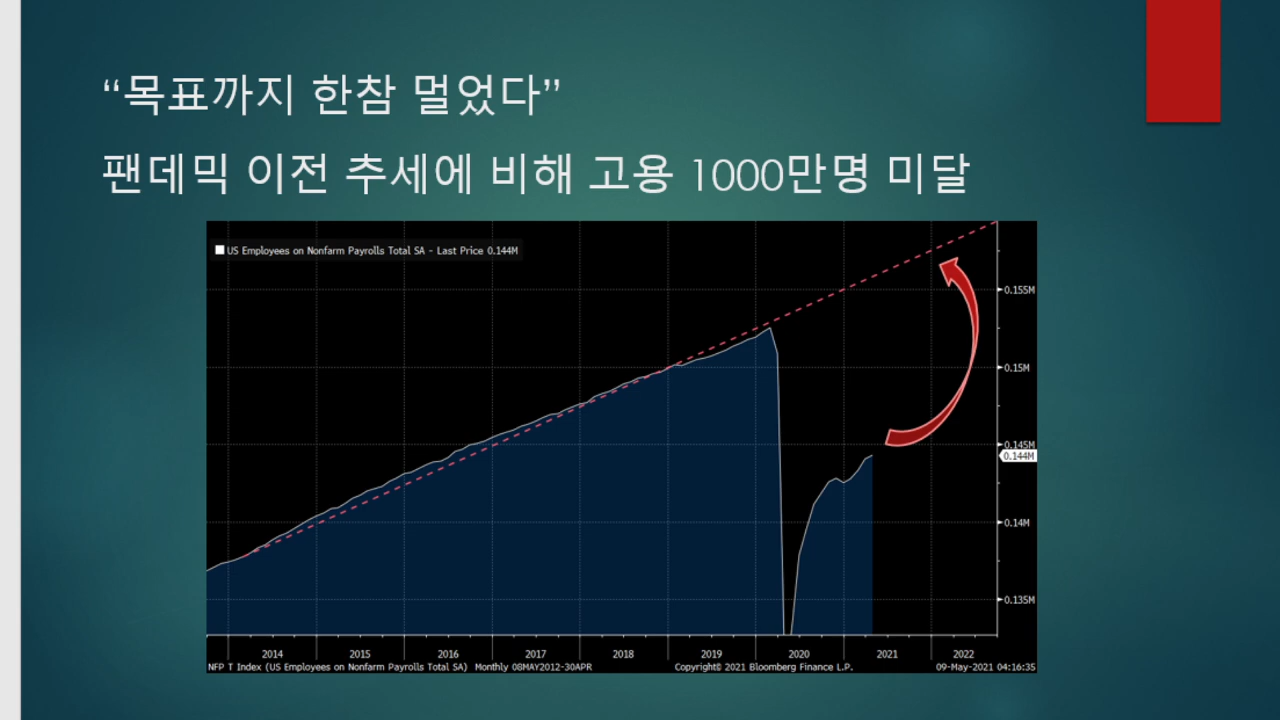 “목표까지 한참 멀었다”
팬데믹 이전 추세에 비해 고용 1000만명 미달
US Employees on Nonfarm Payrolls Total SA - Last Price 0.144M
0.155M
0.15M
0.145M
0.144M
0.14M
0.135M
2014 2015 2016 2017 2018 2019 2020 2021 2022
NFP T Index (US Employees on Nonfarm Payrolls Total SA) Monthly 08MAY2012-30APR Copyright© 2021 Bloomberg Finance L.P. 09-May-2021 04:16:35